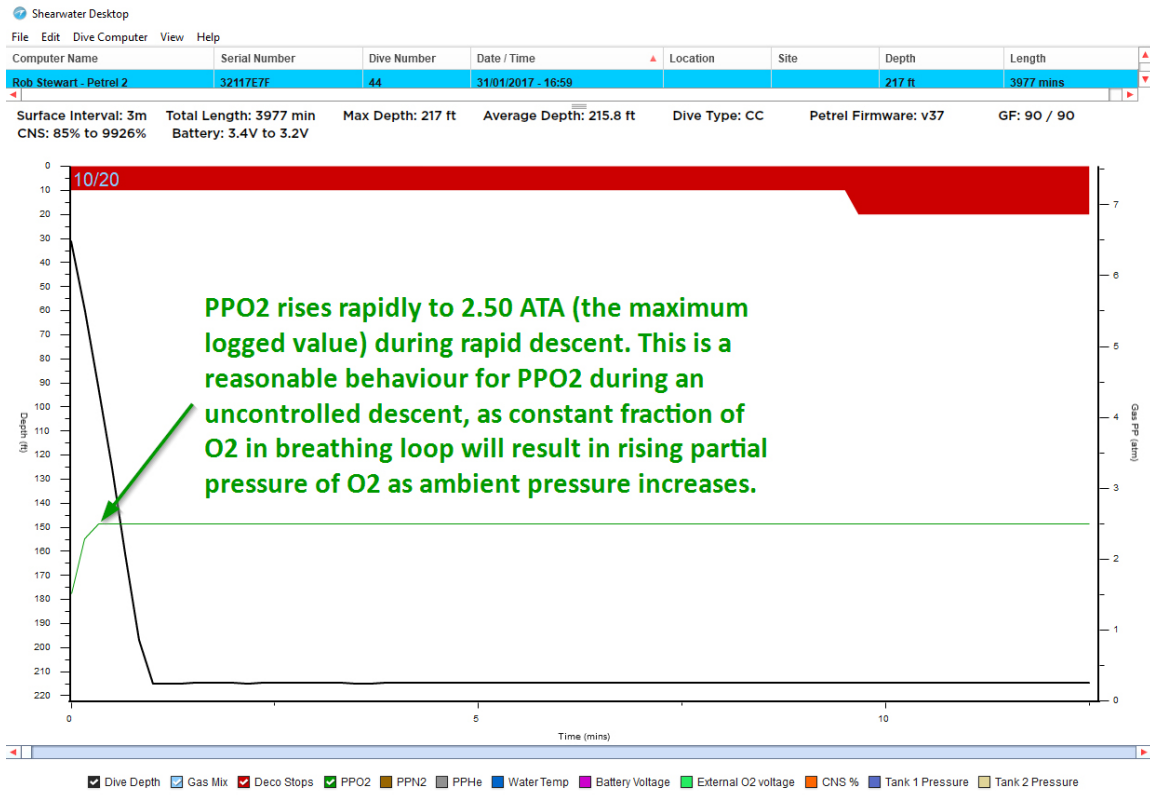 Shearwater Desktop
File Edit Dive Computer View Help
Computer Name Serial Number Dive Number Date / Time Location Site Depth Length
Rob Stewart - Petrel 2 32117E7F 44 31/01/2017 - 16:59 217 ft 3977 mins
Surface Interval: 3m Total Length: 3977 min Max Depth: 217 ft Average Depth: 215.8 ft Dive Type: CC Petrel Firmware: v37 GF: 90 / 90
CNS: 85% to 9926% Battery: 3.4V to 3.2V
10/20
0
10
20
30
40
50
60
70
80
90
100
110
120
130
140
150
160
170
180
190
200
210
220
Depth (ft)
PPO2 rises rapidly to 2.50 ATA (the maximum
logged value) during rapid descent. This is a
reasonable behaviour for PPO2 during an
uncontrolled descent, as constant fraction of
O2 in breathing loop will result in rising partial
pressure of O2 as ambient pressure increases.
7
6
5
4
3
2
1
0
Gas PP (atm)
0 5 10
Time (mins)
Dive Depth Gas Mix Deco Stops PPO2 PPN2 PPHe Water Temp Battery Voltage External O2 voltage CNS % Tank 1 Pressure Tank 2 Pressure